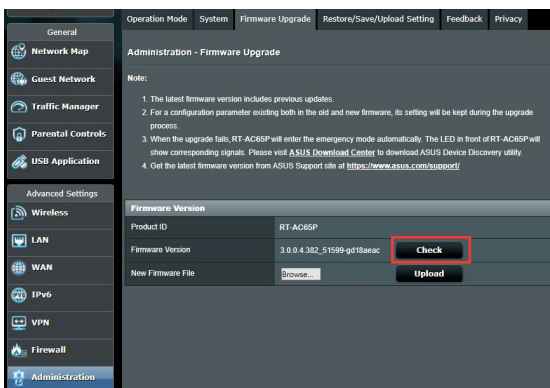 Operation Mode System Firmware Upgrade Restore/Save/Upload Setting Feedback Privacy
General
Network Map
Guest Network
Traffic Manager
Parental Controls
USB Application
Advanced Settings
Wireless
LAN
WAN
IPv6
VPN
Firewall
Administration
Administration - Firmware Upgrade
Note:
1. The latest firmware version includes previous updates.
2. For a configuration parameter existing both in the old and new firmware, its setting will be kept during the upgrade
process.
3. When the upgrade fails, RT-AC65P will enter the emergency mode automatically. The LED in front of RT-AC65P will
show corresponding signals. Please visit ASUS Download Center to download ASUS Device Discovery utility.
4. Get the latest firmware version from ASUS Support site at https://www.asus.com/support/
Firmware Version
Product ID RT-AC65P
Firmware Version 3.0.0.4.382_51599-gd18aeac Check
New Firmware File Browse... Upload